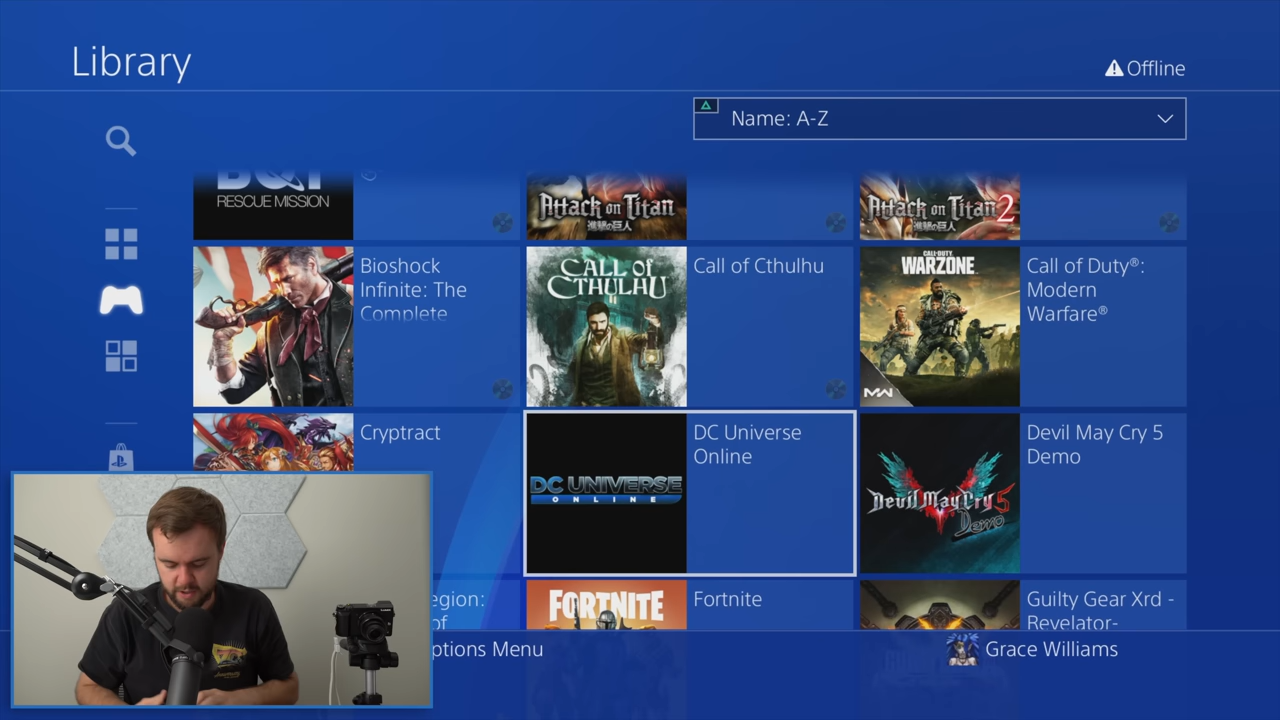 Library
Offline
Name: A-Z
RESCUE MISSION
Attack on Titan
進撃の巨人
Attack on Titan 2
進撃の巨人
Bioshock
Infinite: The
Complete
CALL of
CTHULHU
Call of Cthulhu
CALL OF DUTY
WARZONE
MW
Call of Duty®:
Modern
Warfare®
Cryptract
DC UNIVERSE
ONLINE
DC Universe
Online
Devil May Cry 5
Demo
Devil May Cry 5
Demo
egion:
of
FORTNITE
Fortnite
Guilty Gear Xrd -
Revelator-
ptions Menu
Grace Williams